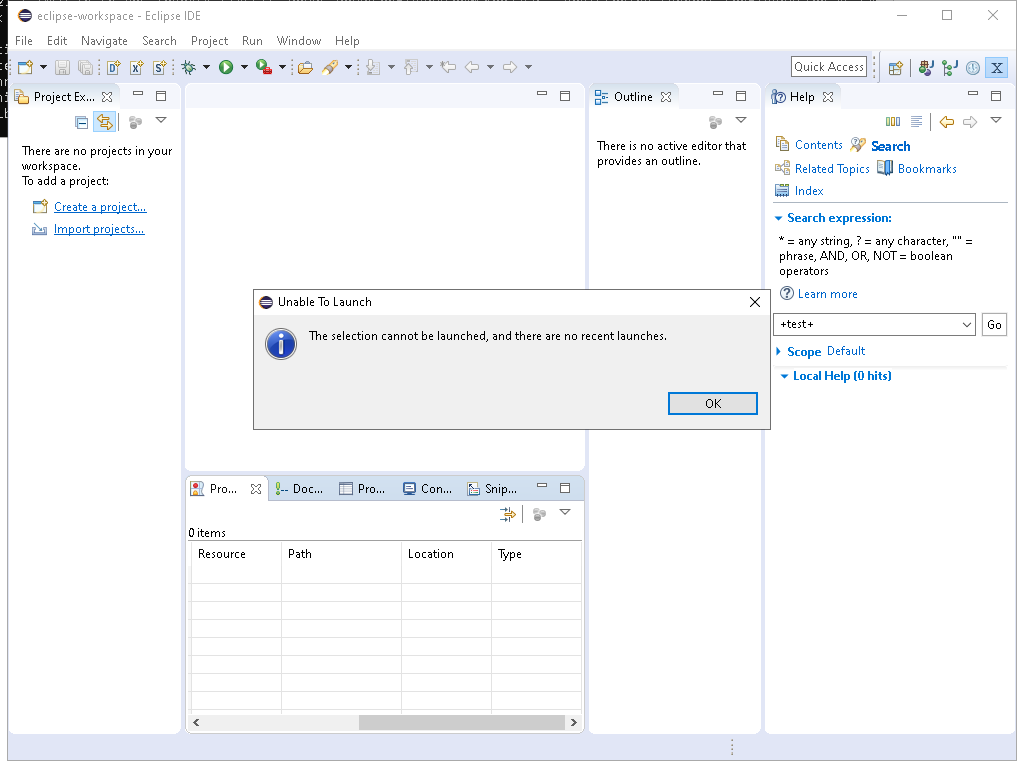 eclipse-workspace - Eclipse IDE
File Edit Navigate Search Project Run Window Help
Quick Access
Project Ex...
There are no projects in your
workspace.
To add a project:
Create a project...
Import projects...
Outline
There is no active editor that
provides an outline.
Help
Contents Search
Related Topics Bookmarks
Index
Search expression:
* = any string, ? = any character, "" =
phrase, AND, OR, NOT = boolean
operators
Learn more
+test+ Go
Scope Default
Local Help (0 hits)
Unable To Launch
The selection cannot be launched, and there are no recent launches.
OK
Pro... Doc... Pro... Con... Snip...
0 items
Resource Path Location Type